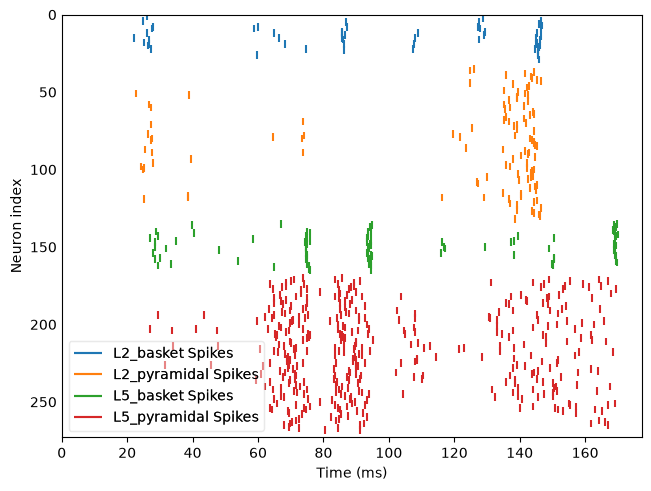 0
50
100
150
200
250
Neuron index
L2_basket Spikes
L2_pyramidal Spikes
L5_basket Spikes
L5_pyramidal Spikes
0 20 40 60 80 100 120 140 160
Time (ms)